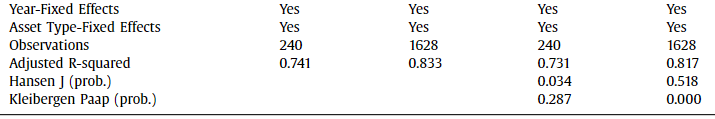 Year-Fixed Effects Yes Yes Yes Yes
Asset Type-Fixed Effects Yes Yes Yes Yes
Observations 240 1628 240 1628
Adjusted R-squared 0.741 0.833 0.731 0.817
Hansen J (prob.) 0.034 0.518
Kleibergen Paap (prob.) 0.287 0.000